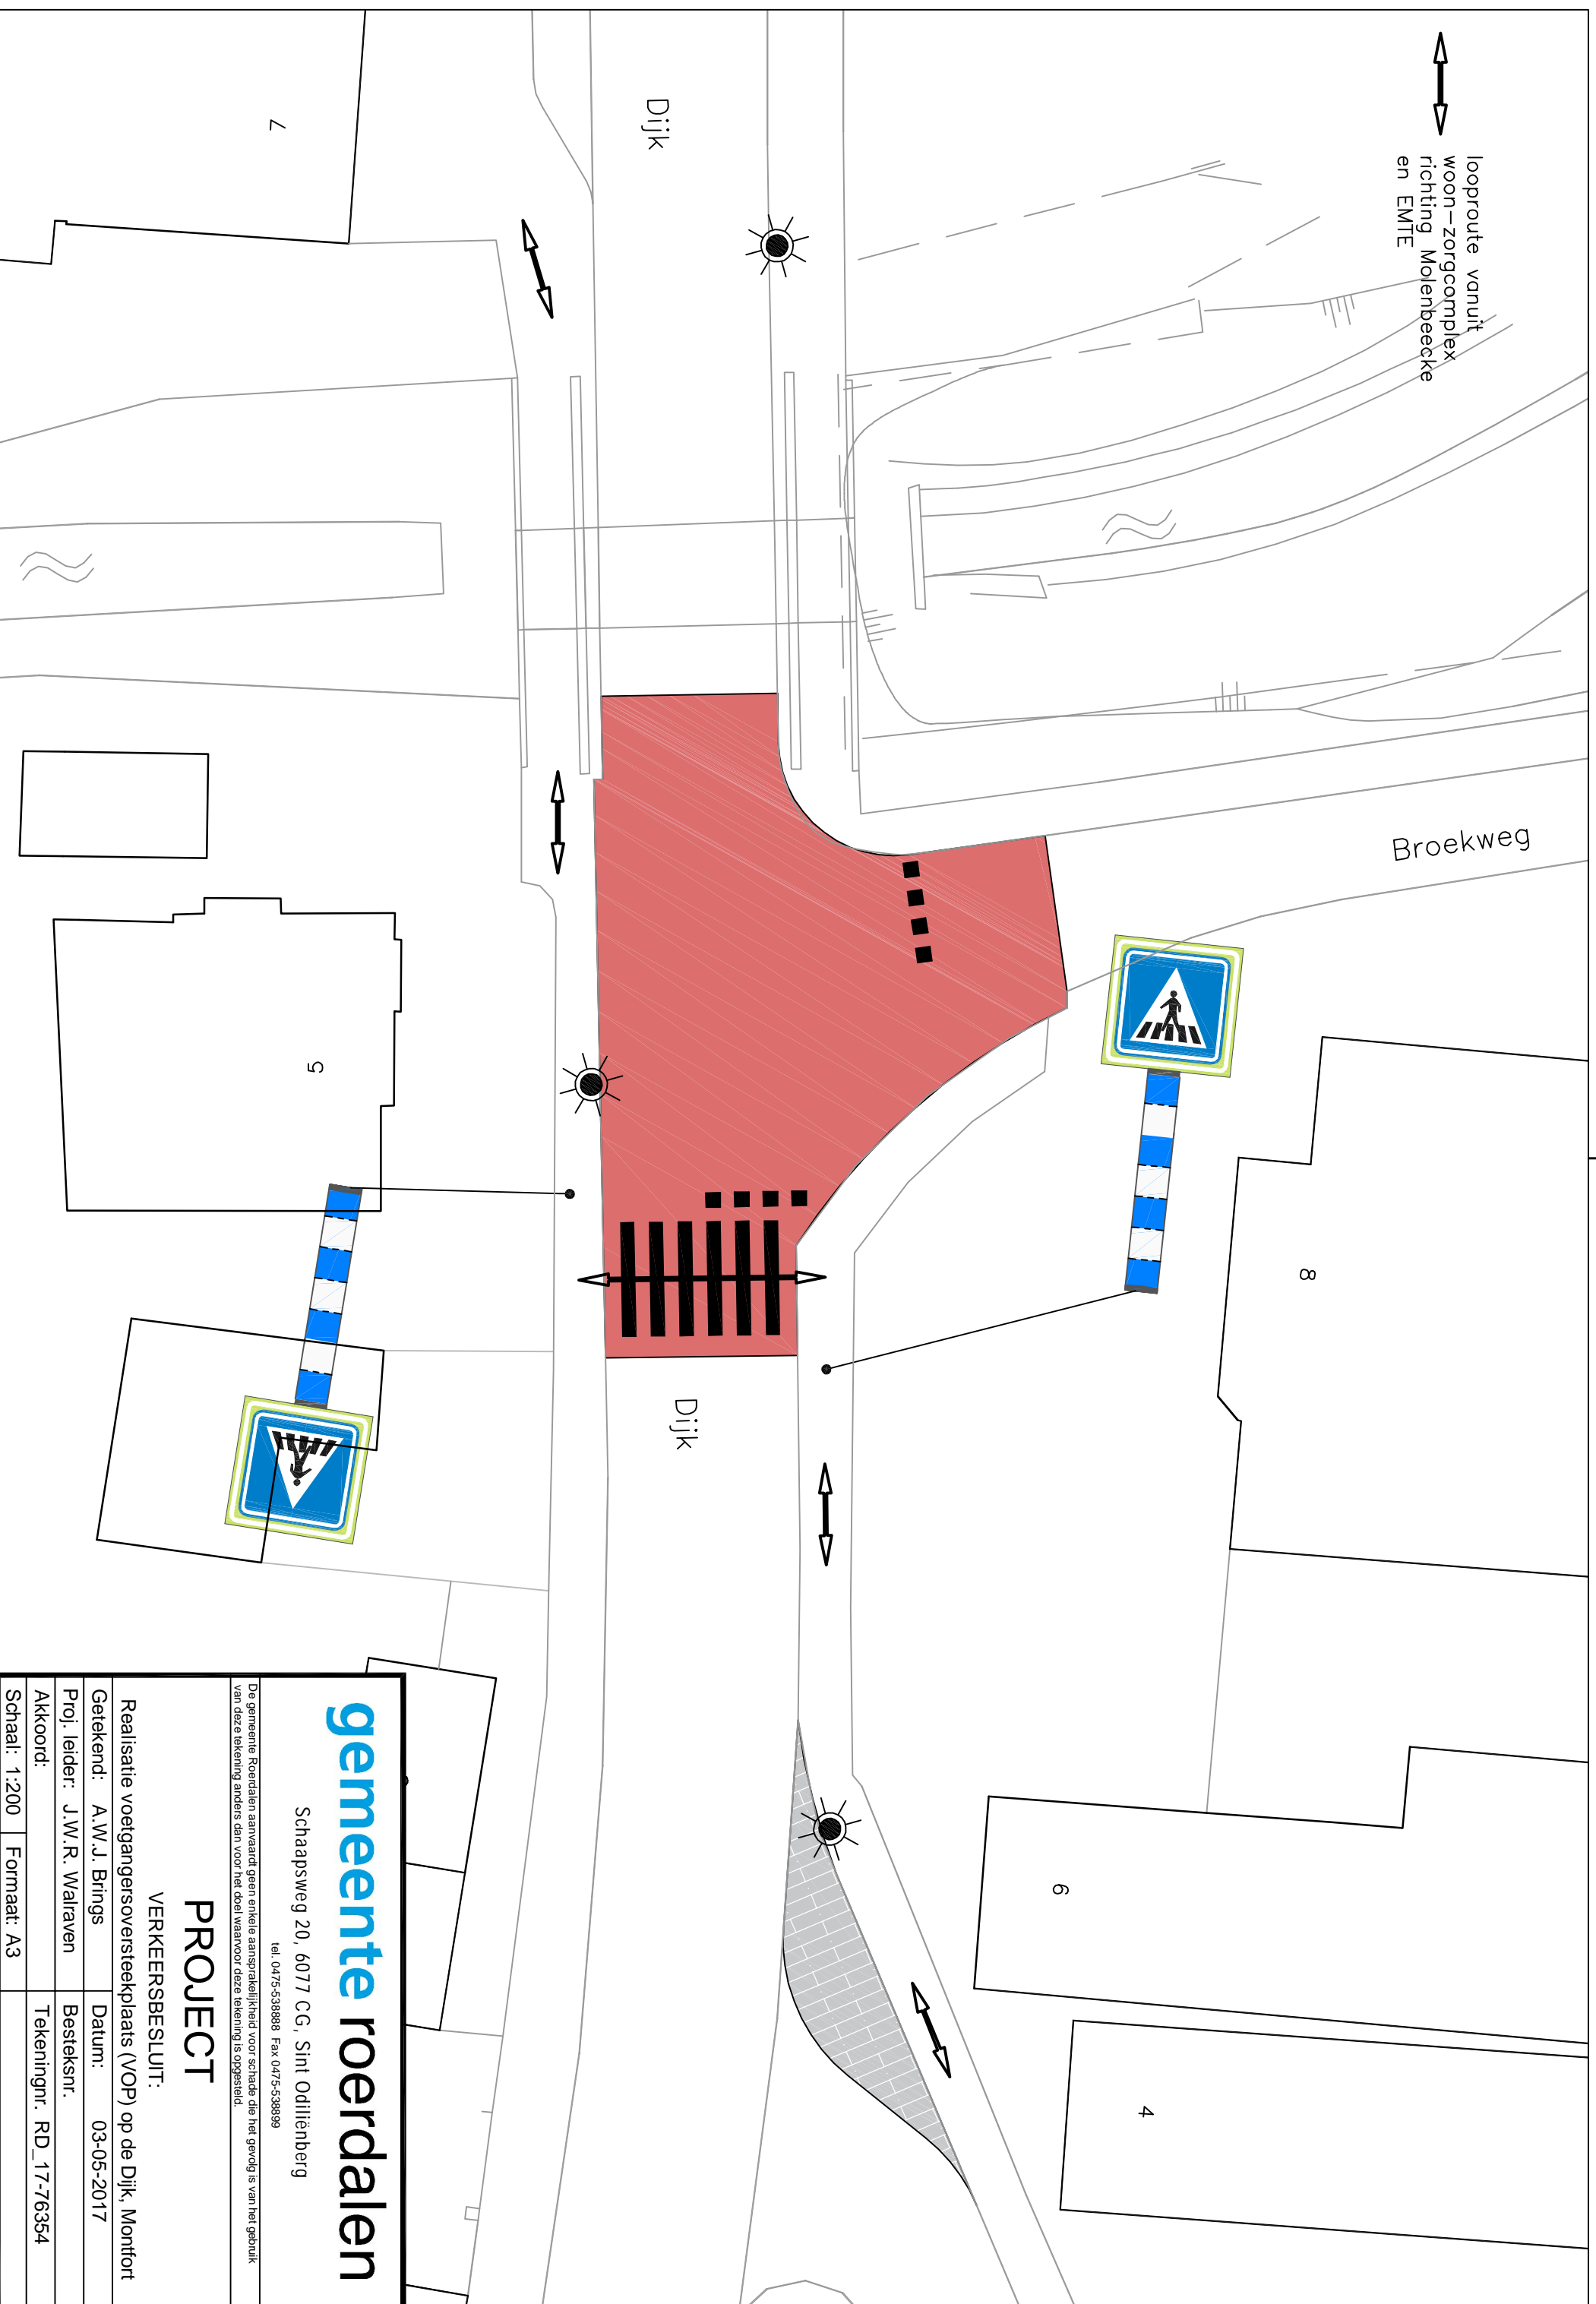 looproute vanuit
woon-zorgcomplex
richting Molenbeecke
en EMTE
Broekweg
Dijk
Dijk
7
5
8
6
4
gemeente roerdalen
Schaapsweg 20, 6077 CG, Sint Odiliënberg
tel. 0475-538888 Fax 0475-538899
De gemeente Roerdalen aanvaardt geen enkele aansprakelijkheid voor schade die het gevolg is van het gebruik
van deze tekening anders dan voor het doel waarvoor deze tekening is opgesteld.
PROJECT
VERKEERSBESLUIT:
Realisatie voetgangersoversteekplaats (VOP) op de Dijk, Montfort
Getekend: A.W.J. Brings Datum: 03-05-2017
Proj. leider: J.W.R. Walraven Besteksnr.
Akkoord: Tekeningnr. RD_17-76354
Schaal: 1:200 Formaat: A3